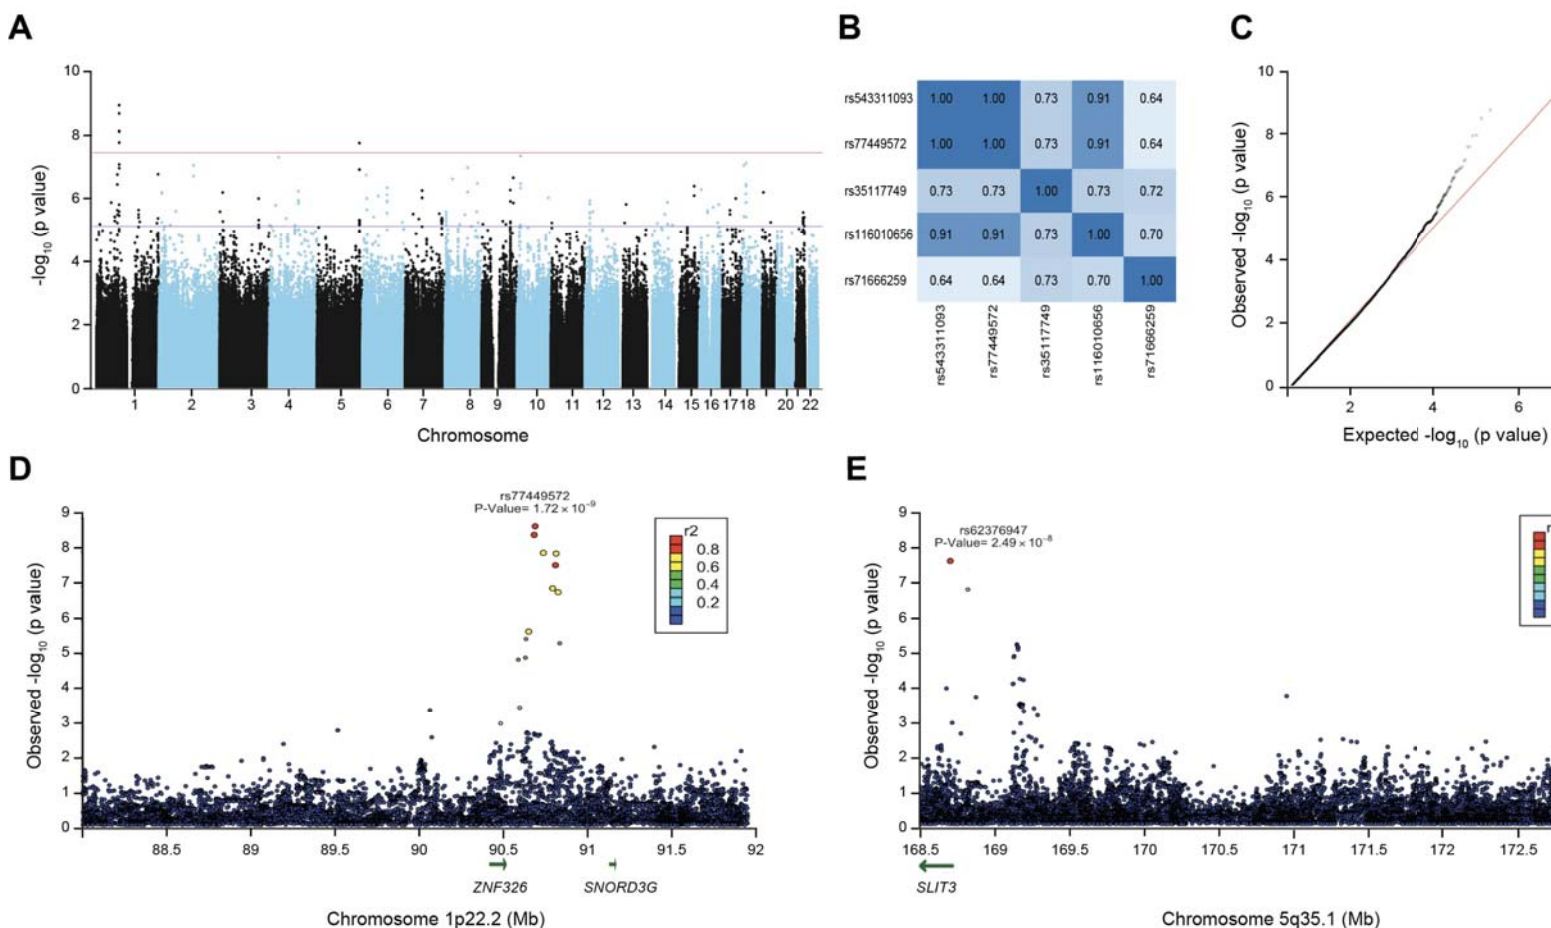 A
10
8
6
4
2
0
-log10 (p value)
1 2 3 4 5 6 7 8 9 10 11 12 13 14 15 16 17 18 19 20 22
Chromosome
B
rs543311093 1.00 1.00 0.73 0.91 0.64
rs77449572 1.00 1.00 0.73 0.91 0.64
rs35117749 0.73 0.73 1.00 0.73 0.72
rs116010656 0.91 0.91 0.73 1.00 0.70
rs71666259 0.64 0.64 0.73 0.70 1.00
rs543311093
rs77449572
rs35117749
rs116010656
rs71666259
C
10
8
6
4
2
0
Observed -log10 (p value)
2 4 6
Expected -log10 (p value)
D
rs77449572
P-Value= 1.72 × 10−9
9
8
7
6
5
4
3
2
1
0
Observed -log10 (p value)
r2
0.8
0.6
0.4
0.2
88.5 89 89.5 90 90.5 91 91.5 92
ZNF326 SNORD3G
Chromosome 1p22.2 (Mb)
E
rs62376947
P-Value= 2.49 × 10−8
9
8
7
6
5
4
3
2
1
0
Observed -log10 (p value)
168.5 169 169.5 170 170.5 171 171.5 172 172.5
SLIT3
Chromosome 5q35.1 (Mb)